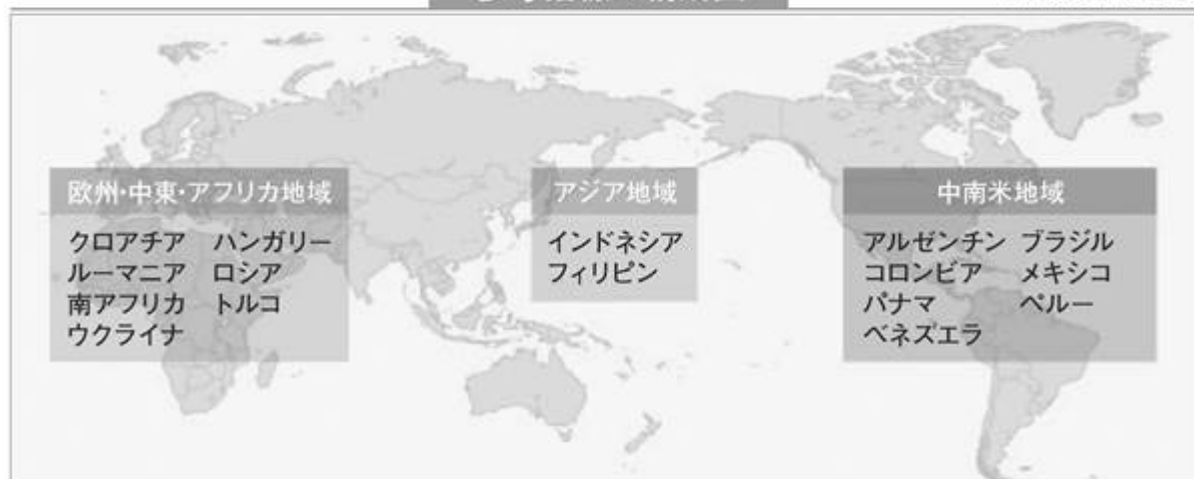 欧州・中東・アフリカ地域
クロアチア ハンガリー
ルーマニア ロシア
南アフリカ トルコ
ウクライナ
アジア地域
インドネシア
フィリピン
中南米地域
アルゼンチン ブラジル
コロンビア メキシコ
パナマ ペルー
ベネズエラ